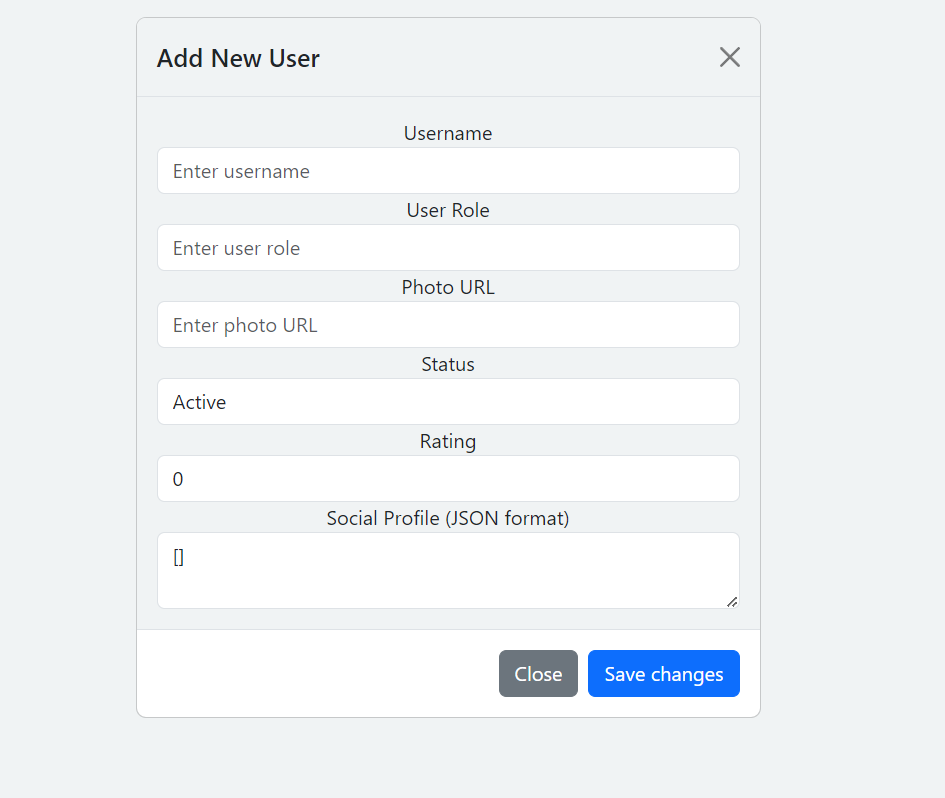 Add New User
Username
Enter username
User Role
Enter user role
Photo URL
Enter photo URL
Status
Active
Rating
0
Social Profile (JSON format)
[]
Close
Save changes